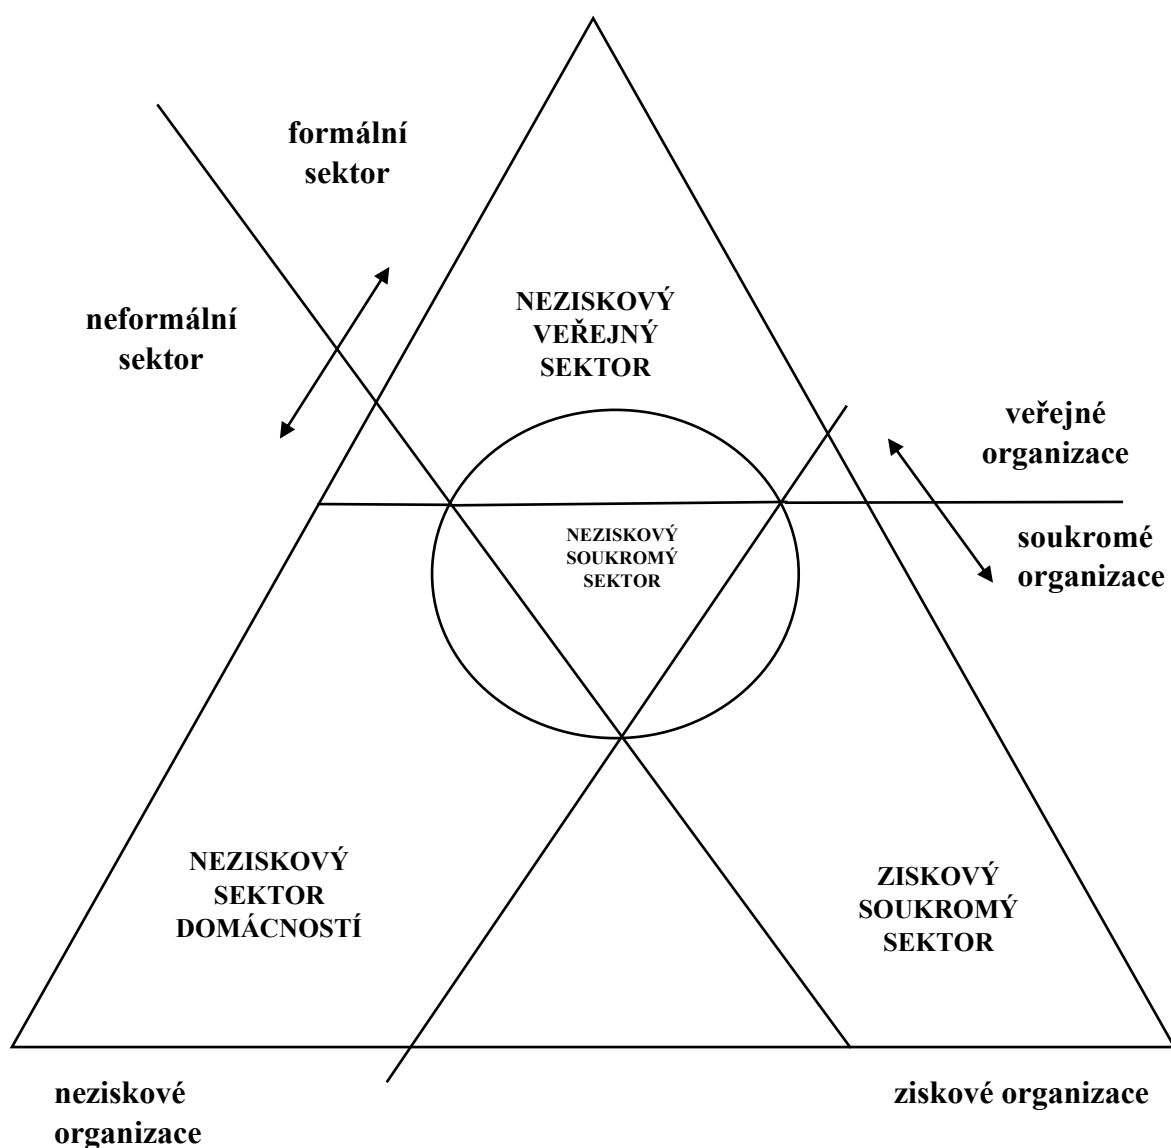 formální
sektor
neformální
sektor
NEZISKOVÝ
VEŘEJNÝ
SEKTOR
veřejné
organizace
soukromé
organizace
NEZISKOVÝ
SOUKROMÝ
SEKTOR
NEZISKOVÝ
SEKTOR
DOMÁCNOSTÍ
ZISKOVÝ
SOUKROMÝ
SEKTOR
neziskové
organizace
ziskové organizace